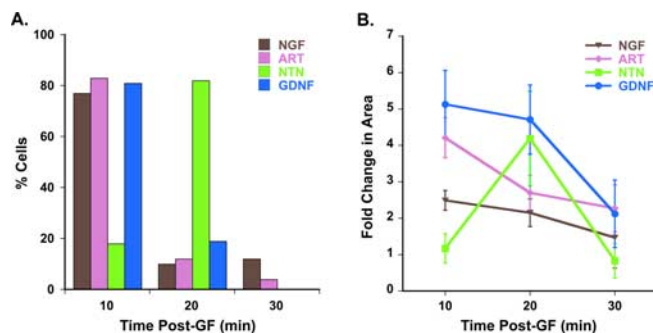 A.
NGF
ART
NTN
GDNF
100
80
60
40
20
0
% Cells
10 20 30
Time Post-GF (min)
B.
NGF
ART
NTN
GDNF
7
6
5
4
3
2
1
0
Fold Change in Area
10 20 30
Time Post-GF (min)